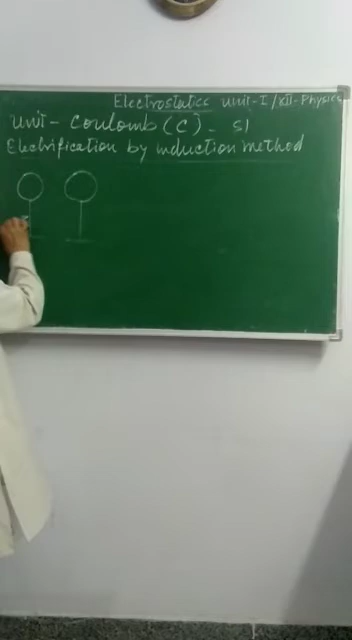 Electrostatics Unit-I/XII-Physics
Unit- Coulomb (C) - SI
Electrification by induction method